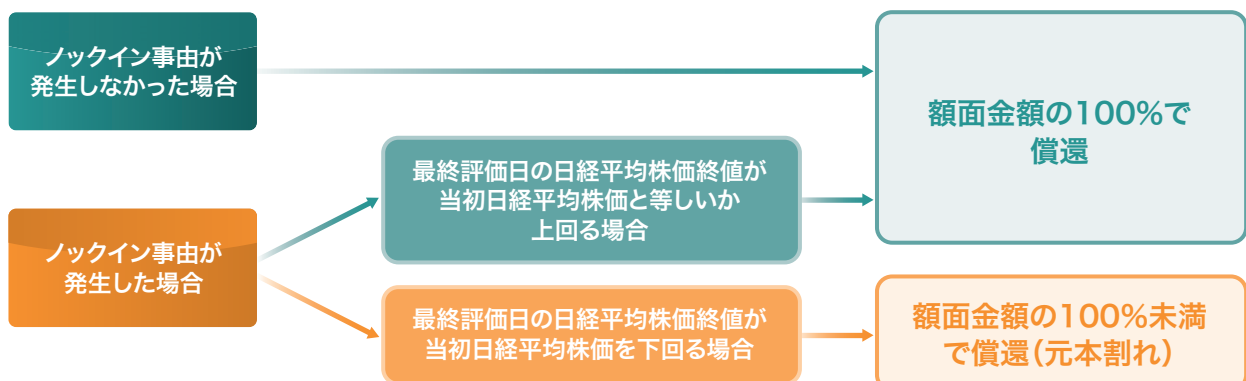 ノックイン事由が
発生しなかった場合
額面金額の100%で
償還
最終評価日の日経平均株価終値が
当初日経平均株価と等しいか
上回る場合
ノックイン事由が
発生した場合
最終評価日の日経平均株価終値が
当初日経平均株価を下回る場合
額面金額の100%未満
で償還（元本割れ）